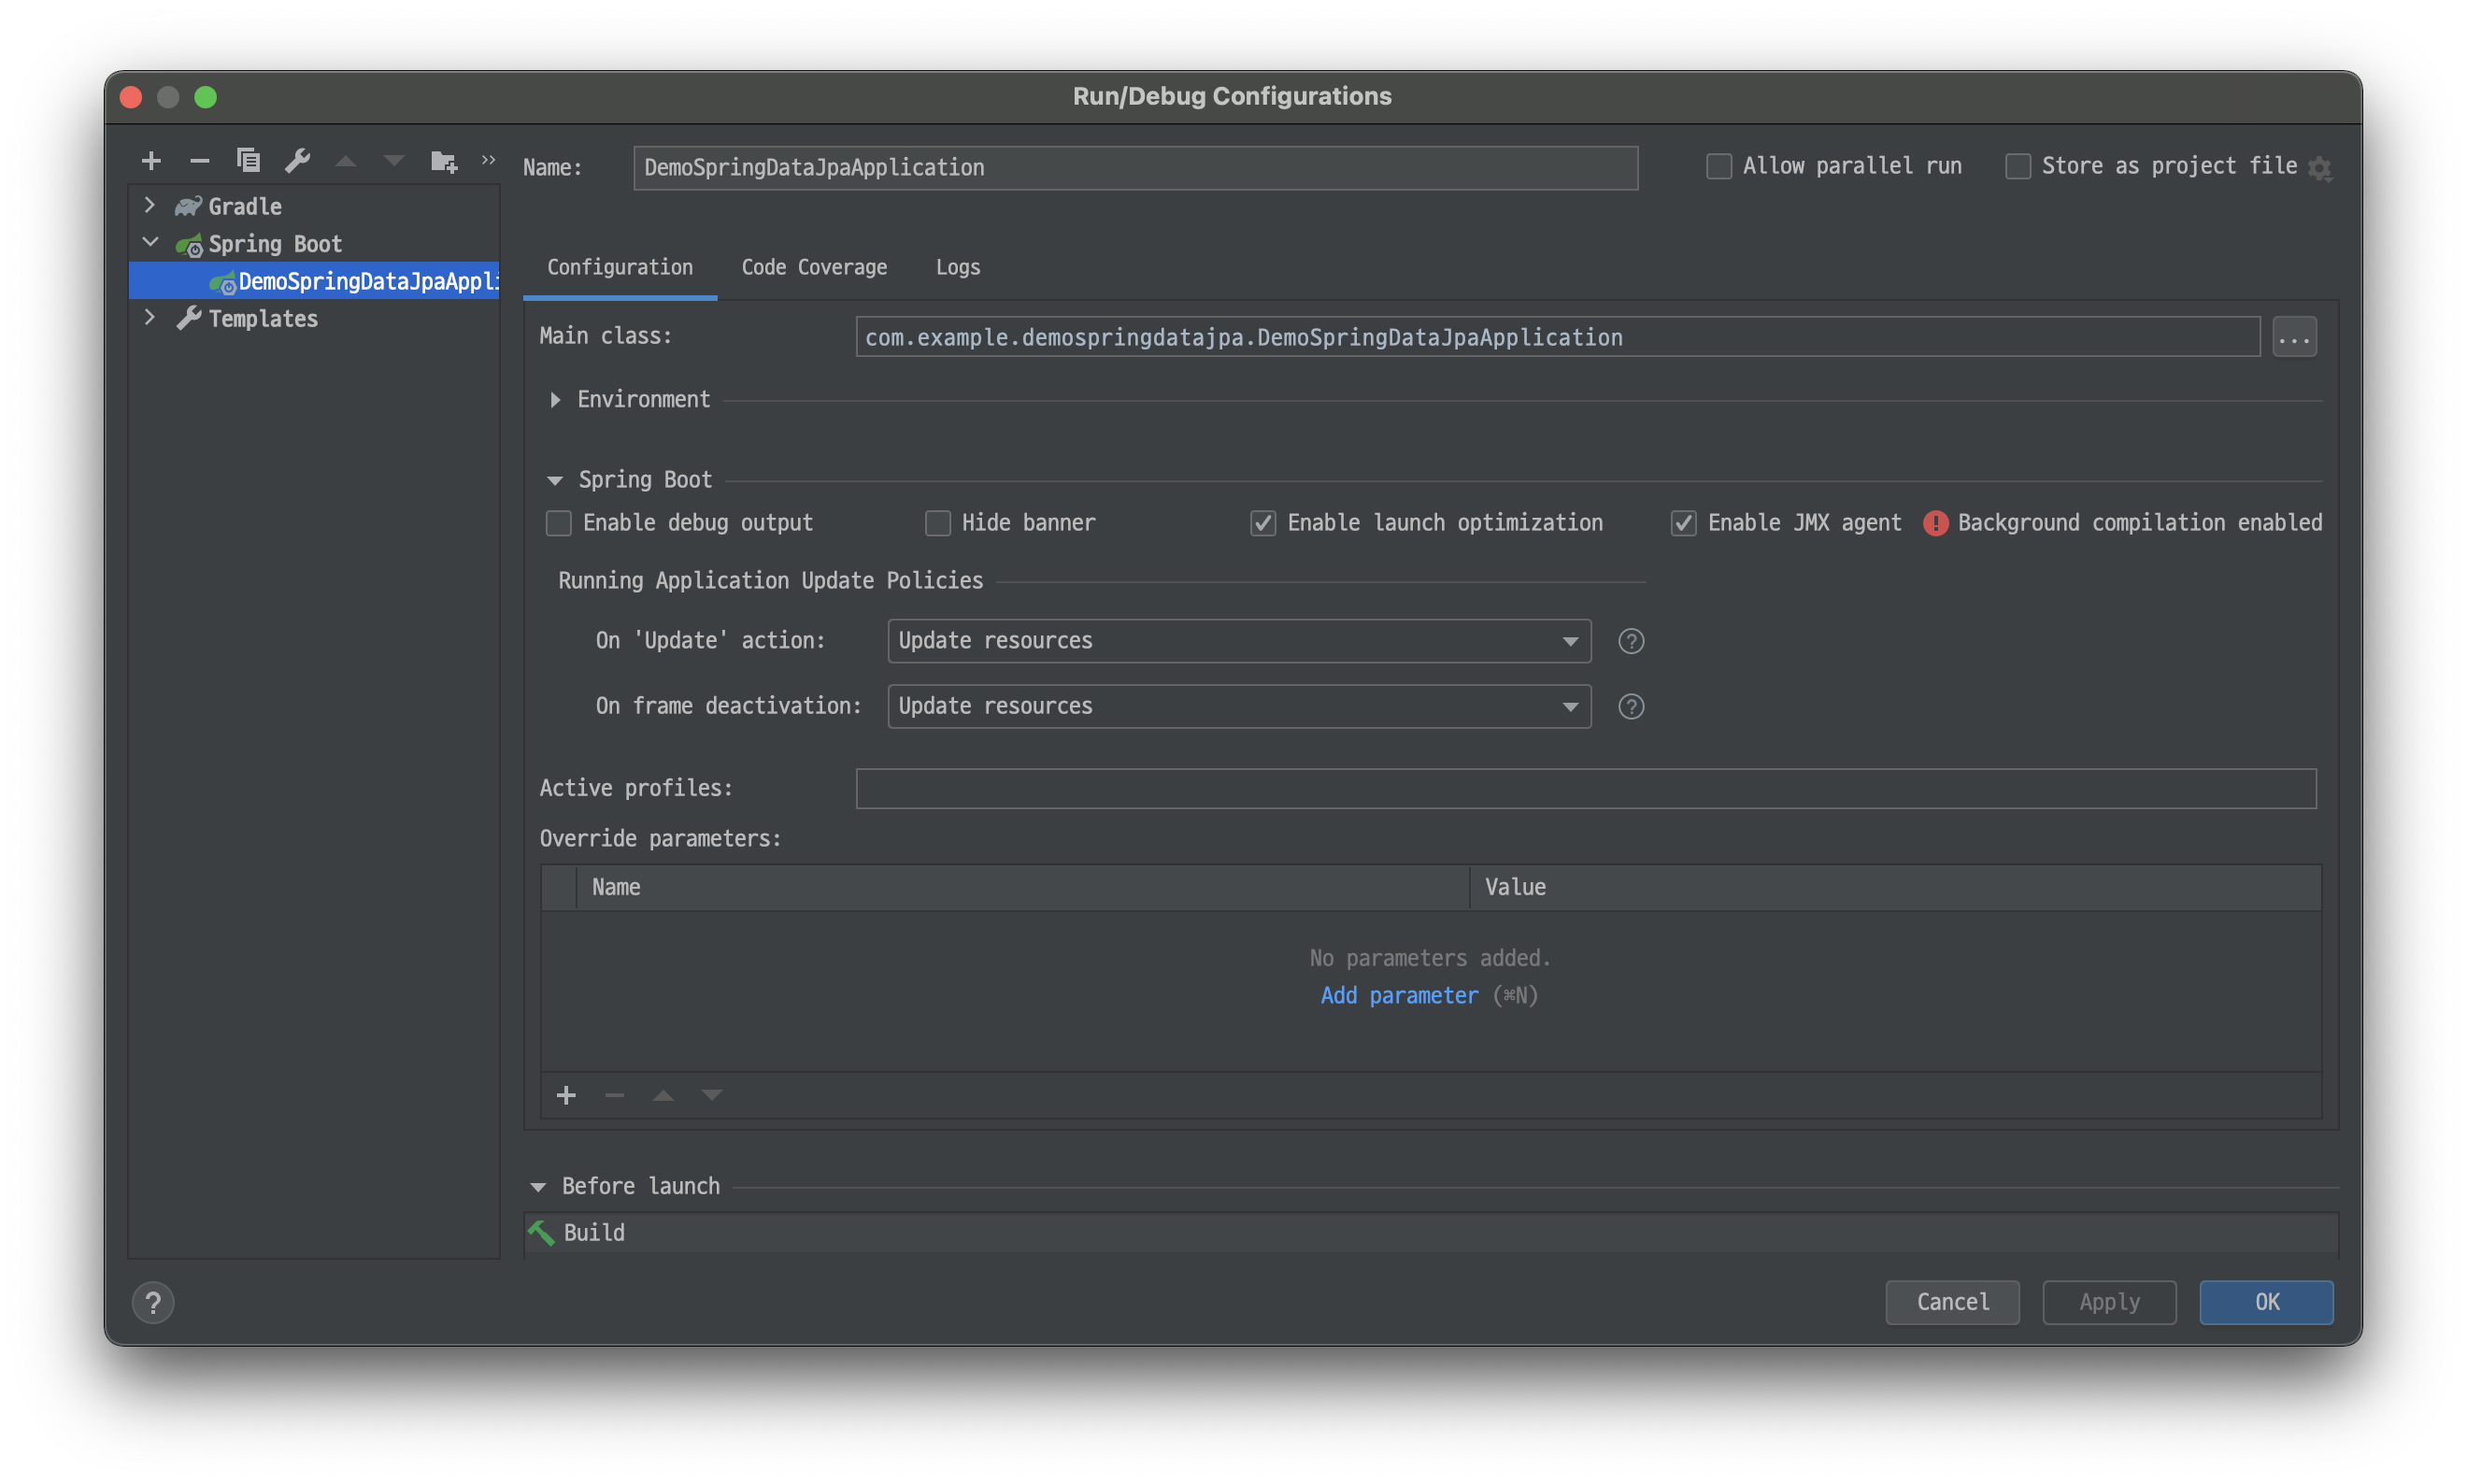 Run/Debug Configurations
Name: DemoSpringDataJpaApplication
Allow parallel run
Store as project file
Gradle
Spring Boot
DemoSpringDataJpaAppli
Templates
Configuration Code Coverage Logs
Main class: com.example.demospringdatajpa.DemoSpringDataJpaApplication ...
Environment
Spring Boot
Enable debug output Hide banner Enable launch optimization Enable JMX agent Background compilation enabled
Running Application Update Policies
On 'Update' action: Update resources ?
On frame deactivation: Update resources ?
Active profiles:
Override parameters:
Name Value
No parameters added.
Add parameter (⌘N)
Before launch
Build
? Cancel Apply OK